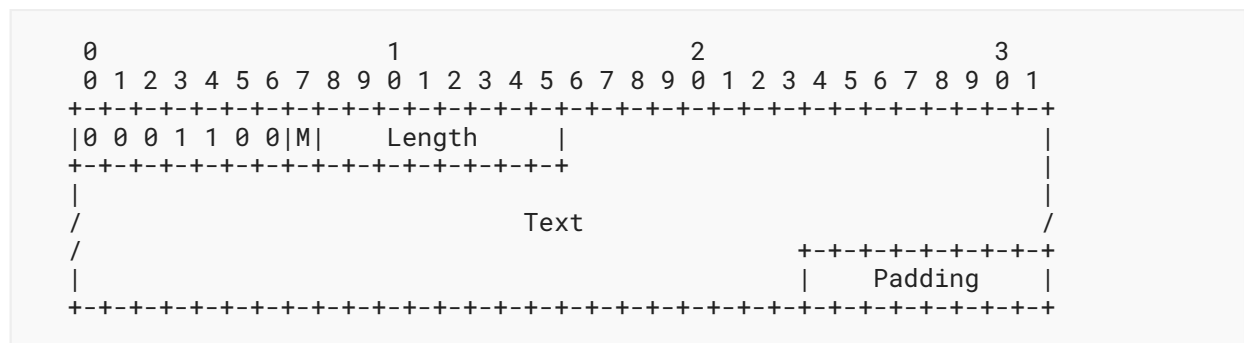 0                   1                   2                   3
 0 1 2 3 4 5 6 7 8 9 0 1 2 3 4 5 6 7 8 9 0 1 2 3 4 5 6 7 8 9 0 1
+-+-+-+-+-+-+-+-+-+-+-+-+-+-+-+-+-+-+-+-+-+-+-+-+-+-+-+-+-+-+-+-+
|0 0 0 1 1 0 0|M|    Length     |                               |
+-+-+-+-+-+-+-+-+-+-+-+-+-+-+-+-+                               |
|                                                               |
/                             Text                              /
/                                               +-+-+-+-+-+-+-+-+
|                                               |    Padding    |
+-+-+-+-+-+-+-+-+-+-+-+-+-+-+-+-+-+-+-+-+-+-+-+-+-+-+-+-+-+-+-+-+